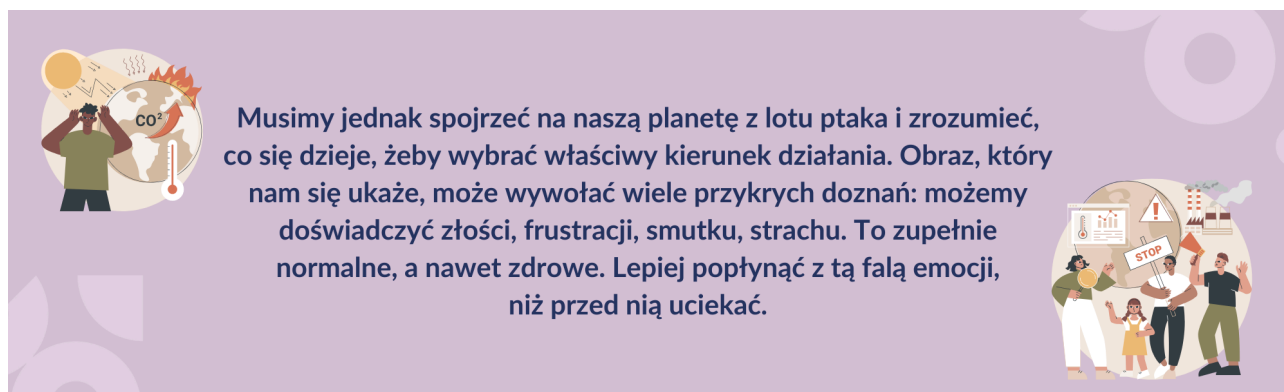 CO²
Musimy jednak spojrzeć na naszą planetę z lotu ptaka i zrozumieć,
co się dzieje, żeby wybrać właściwy kierunek działania. Obraz, który
nam się ukaże, może wywołać wiele przykrych doznań: możemy
doświadczyć złości, frustracji, smutku, strachu. To zupełnie
normalne, a nawet zdrowe. Lepiej popłynąć z tą falą emocji,
niż przed nią uciekać.
!
STOP